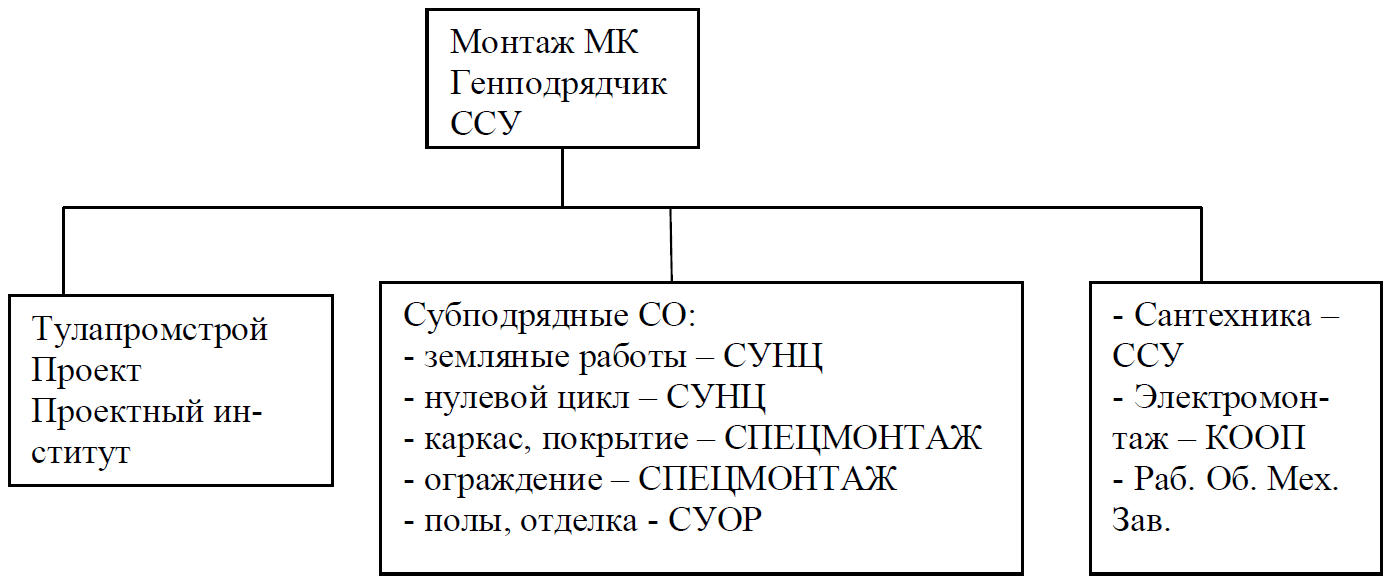 Монтаж МК
Генподрядчик
ССУ
Тулапромстрой
Проект
Проектный ин-
ститут
Субподрядные СО:
- земляные работы – СУНЦ
- нулевой цикл – СУНЦ
- каркас, покрытие – СПЕЦМОНТАЖ
- ограждение – СПЕЦМОНТАЖ
- полы, отделка - СУОР
- Сантехника –
ССУ
- Электромон-
таж – КООП
- Раб. Об. Мех.
Зав.